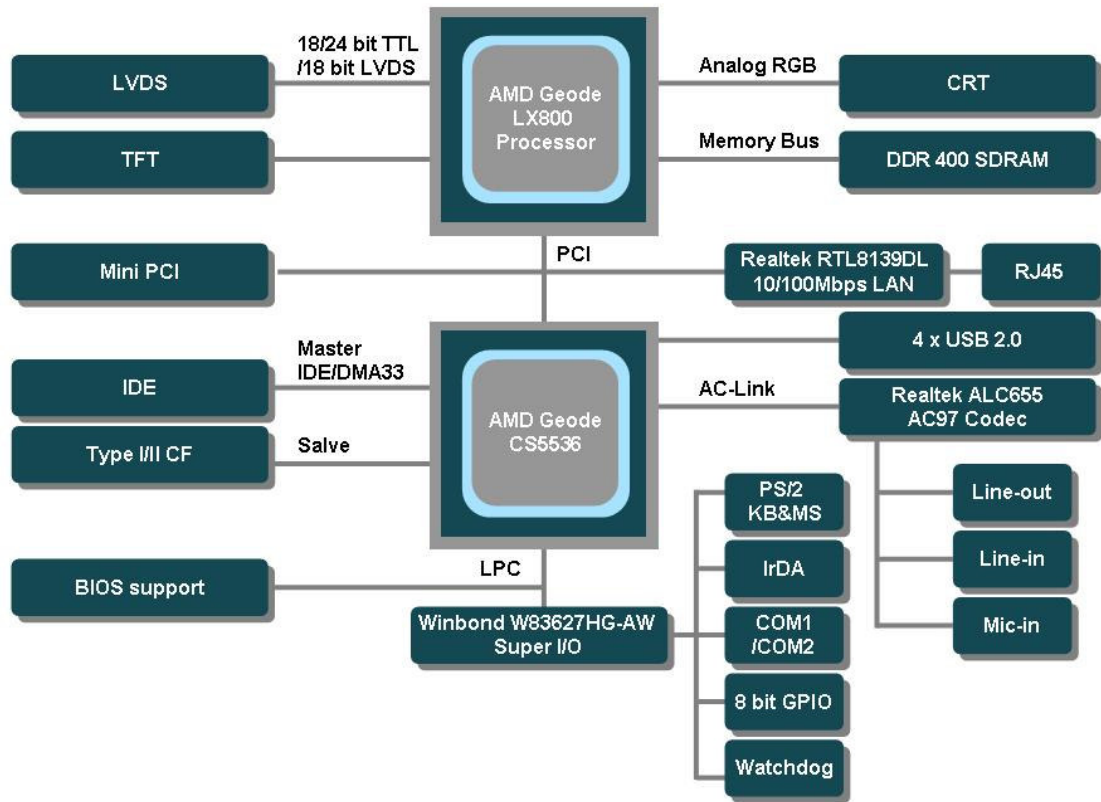 18/24 bit TTL
/18 bit LVDS
LVDS
TFT
AMD Geode
LX800
Processor
Analog RGB
CRT
Memory Bus
DDR 400 SDRAM
PCI
Mini PCI
Realtek RTL8139DL
10/100Mbps LAN
RJ45
Master
IDE/DMA33
IDE
Type I/II CF
Salve
AMD Geode
CS5536
4 x USB 2.0
AC-Link
Realtek ALC655
AC97 Codec
Line-out
Line-in
Mic-in
BIOS support
LPC
Winbond W83627HG-AW
Super I/O
PS/2
KB&MS
IrDA
COM1
/COM2
8 bit GPIO
Watchdog